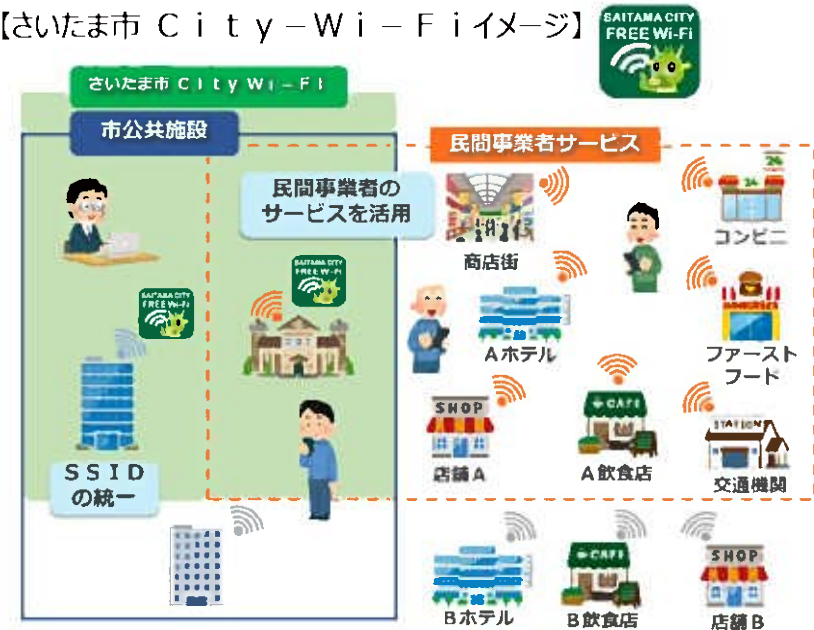 【さいたま市 Ｃｉｔｙ－Ｗｉ－Ｆｉイメージ】
SAITAMA CITY
FREE Wi-Fi
さいたま市 Ｃｉｔｙ Ｗｉ－Ｆｉ
市公共施設
民間事業者サービス
民間事業者の
サービスを活用
24
コンビニ
商店街
SAITAMA CITY
FREE Wi-Fi
SAITAMA CITY
FREE Wi-Fi
Ａホテル
ファースト
フード
SHOP
CAFE
STATION
店舗Ａ
Ａ飲食店
交通機関
ＳＳＩＤ
の統一
CAFE
SHOP
Ｂホテル
Ｂ飲食店
店舗Ｂ